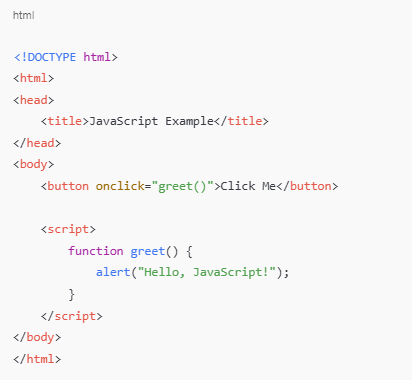 html
<!DOCTYPE html>
<html>
<head>
    <title>JavaScript Example</title>
</head>
<body>
    <button onclick="greet()">Click Me</button>

    <script>
        function greet() {
            alert("Hello, JavaScript!");
        }
    </script>
</body>
</html>